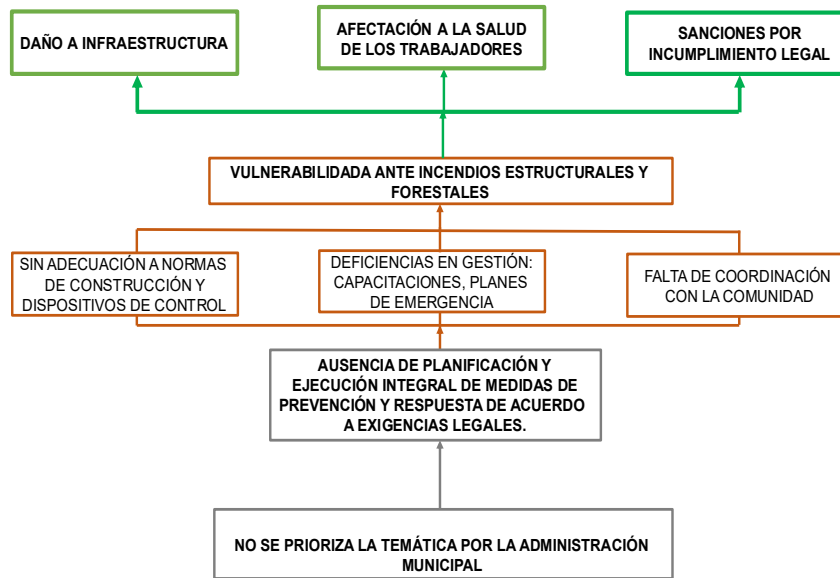 DAÑO A INFRAESTRUCTURA
AFECTACIÓN A LA SALUD
DE LOS TRABAJADORES
SANCIONES POR
INCUMPLIMIENTO LEGAL
VULNERABILIDADA ANTE INCENDIOS ESTRUCTURALES Y
FORESTALES
SIN ADECUACIÓN A NORMAS
DE CONSTRUCCIÓN Y
DISPOSITIVOS DE CONTROL
DEFICIENCIAS EN GESTIÓN:
CAPACITACIONES, PLANES
DE EMERGENCIA
FALTA DE COORDINACIÓN
CON LA COMUNIDAD
AUSENCIA DE PLANIFICACIÓN Y
EJECUCIÓN INTEGRAL DE MEDIDAS DE
PREVENCIÓN Y RESPUESTA DE ACUERDO
A EXIGENCIAS LEGALES.
NO SE PRIORIZA LA TEMÁTICA POR LA ADMINISTRACIÓN
MUNICIPAL